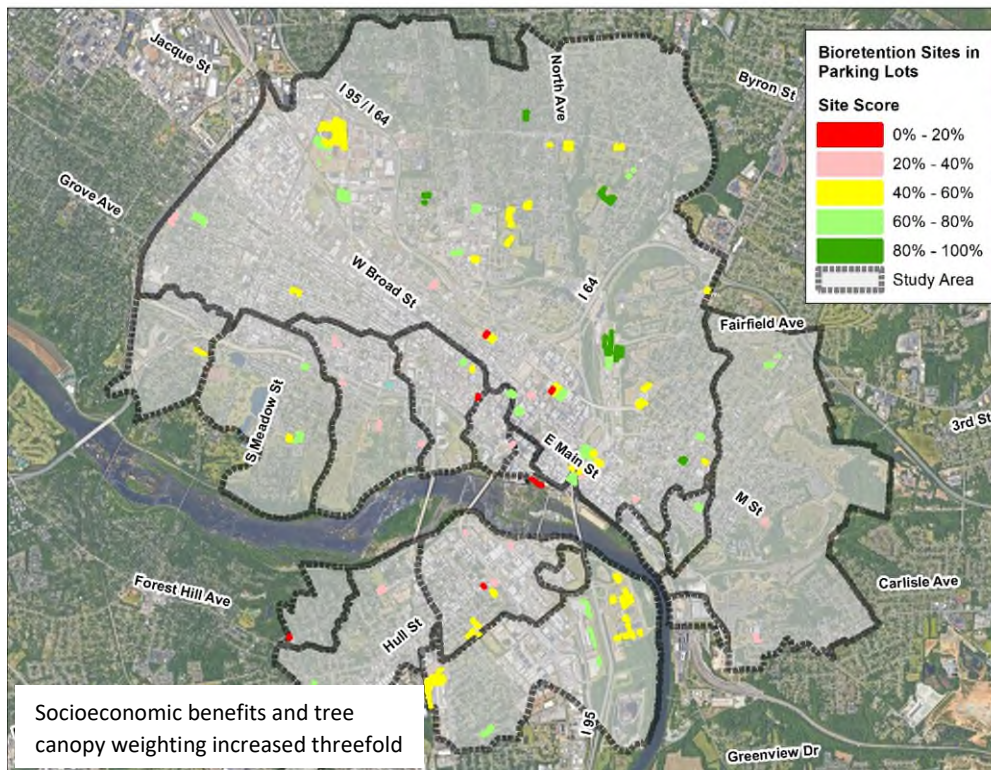 Jacque St
I 95 / I 64
North Ave
Byron St
Grove Ave
W Broad St
I 64
Fairfield Ave
3rd St
S Meadow St
E Main St
M St
Forest Hill Ave
Hull St
Carlisle Ave
I 95
Greenview Dr
Bioretention Sites in
Parking Lots
Site Score
0% - 20%
20% - 40%
40% - 60%
60% - 80%
80% - 100%
Study Area
Socioeconomic benefits and tree
canopy weighting increased threefold